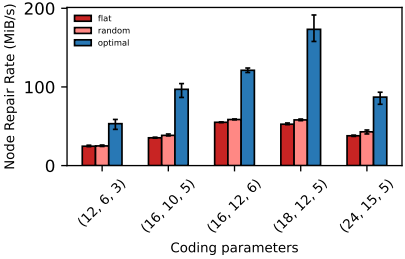 Node Repair Rate (MiB/s)
200
100
0
flat
random
optimal
(12, 6, 3)
(16, 10, 5)
(16, 12, 6)
(18, 12, 5)
(24, 15, 5)
Coding parameters